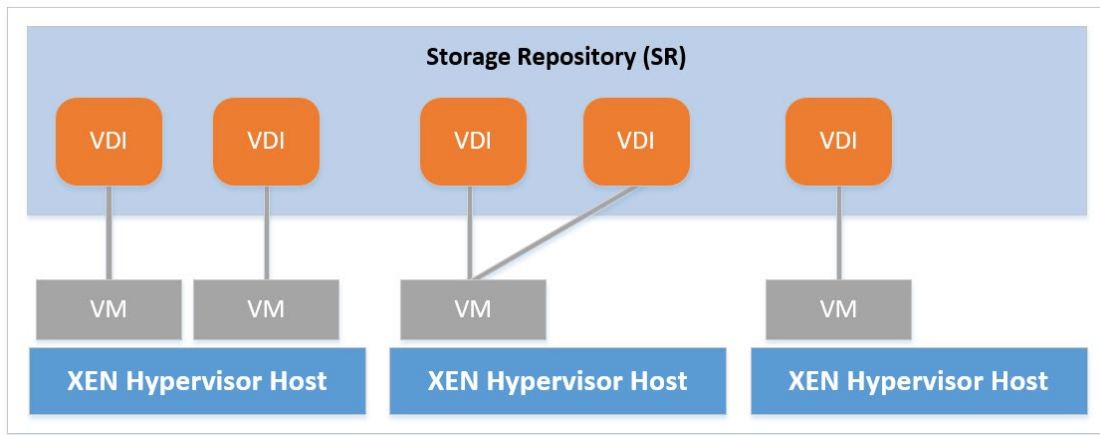 Storage Repository (SR)
VDI VDI VDI VDI VDI
VM VM VM VM
XEN Hypervisor Host XEN Hypervisor Host XEN Hypervisor Host